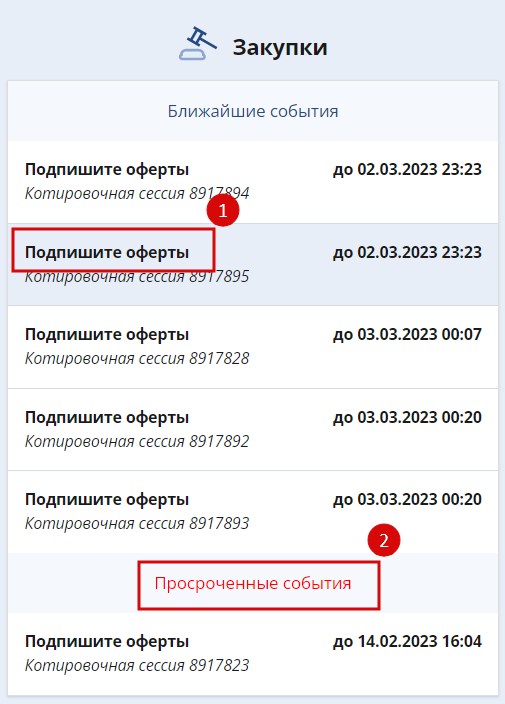 Закупки
Ближайшие события
Подпишите оферты до 02.03.2023 23:23
Котировочная сессия 8917894
1
Подпишите оферты до 02.03.2023 23:23
Котировочная сессия 8917895
Подпишите оферты до 03.03.2023 00:07
Котировочная сессия 8917828
Подпишите оферты до 03.03.2023 00:20
Котировочная сессия 8917892
Подпишите оферты до 03.03.2023 00:20
Котировочная сессия 8917893
2
Просроченные события
Подпишите оферты до 14.02.2023 16:04
Котировочная сессия 8917823